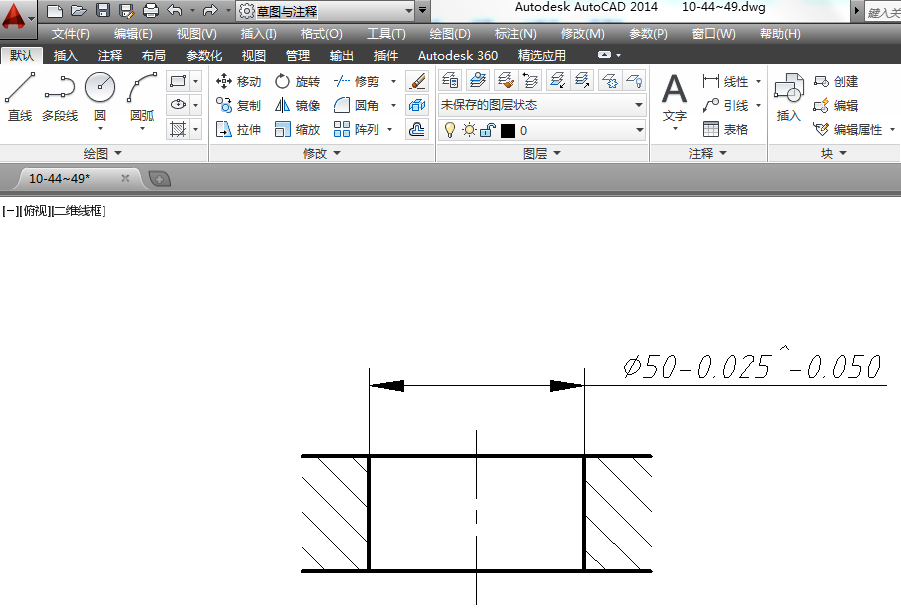 草图与注释 Autodesk AutoCAD 2014 10-44~49.dwg 键入关
文件(F) 编辑(E) 视图(V) 插入(I) 格式(O) 工具(T) 绘图(D) 标注(N) 修改(M) 参数(P) 窗口(W) 帮助(H)
默认 插入 注释 布局 参数化 视图 管理 输出 插件 Autodesk 360 精选应用
移动 旋转 修剪 线性 创建
未保存的图层状态
复制 镜像 圆角 引线 编辑
直线 多段线 圆 圆弧 文字 插入
拉伸 缩放 阵列 0 表格 编辑属性
绘图 修改 图层 注释 块
10-44~49*
[−][俯视][二维线框]
Ø50-0.025^-0.050